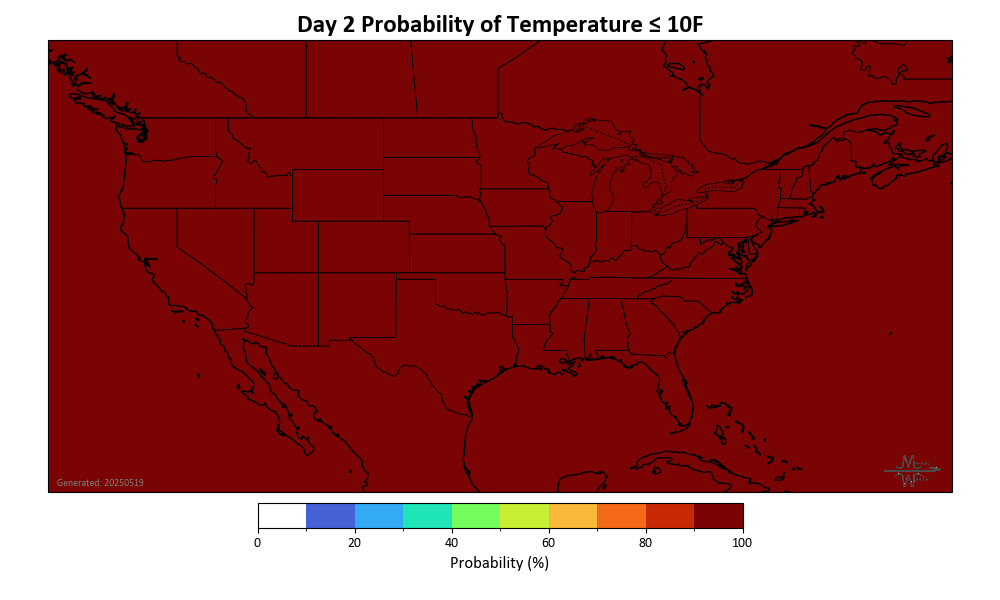 Day 2 Probability of Temperature ≤ 10F
Generated: 20250519
0 20 40 60 80 100
Probability (%)